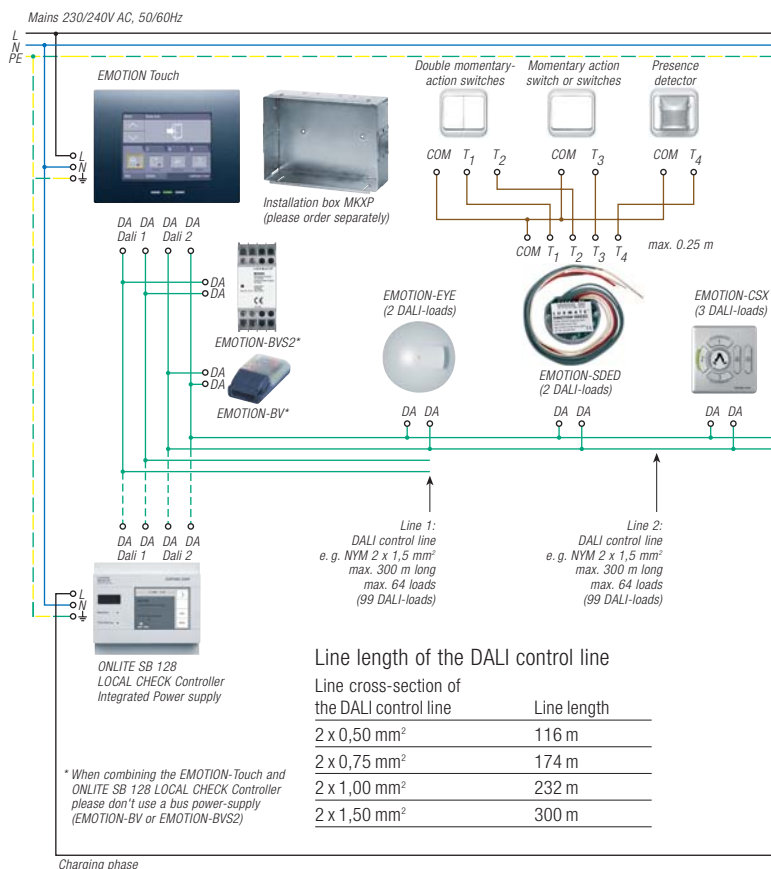 Mains 230/240V AC, 50/60Hz
L
N
PE
EMOTION Touch
Double momentary-
action switches
Momentary action
switch or switches
Presence
detector
L
N
Installation box MKXP
(please order separately)
COM T1 T2 COM T3 COM T4
DA DA DA DA
Dali 1 Dali 2
COM T1 T2 T3 T4
max. 0.25 m
DA
DA
EMOTION-BVS2*
DA
DA
EMOTION-BV*
EMOTION-EYE
(2 DALI-loads)
LUXMATE
EMOTION-SDED
EMOTION-SDED
(2 DALI-loads)
EMOTION-CSX
(3 DALI-loads)
DA DA
DA DA
DA DA
Line 1:
DALI control line
e. g. NYM 2 x 1,5 mm²
max. 300 m long
max. 64 loads
(99 DALI-loads)
Line 2:
DALI control line
e. g. NYM 2 x 1,5 mm²
max. 300 m long
max. 64 loads
(99 DALI-loads)
DA DA DA DA
Dali 1 Dali 2
L
N
ONLITE SB 128
LOCAL CHECK Controller
Integrated Power supply
Line length of the DALI control line
Line cross-section of
the DALI control line Line length
2 x 0,50 mm² 116 m
2 x 0,75 mm² 174 m
2 x 1,00 mm² 232 m
2 x 1,50 mm² 300 m
* When combining the EMOTION-Touch and
ONLITE SB 128 LOCAL CHECK Controller
please don't use a bus power-supply
(EMOTION-BV or EMOTION-BVS2)
Charging phase